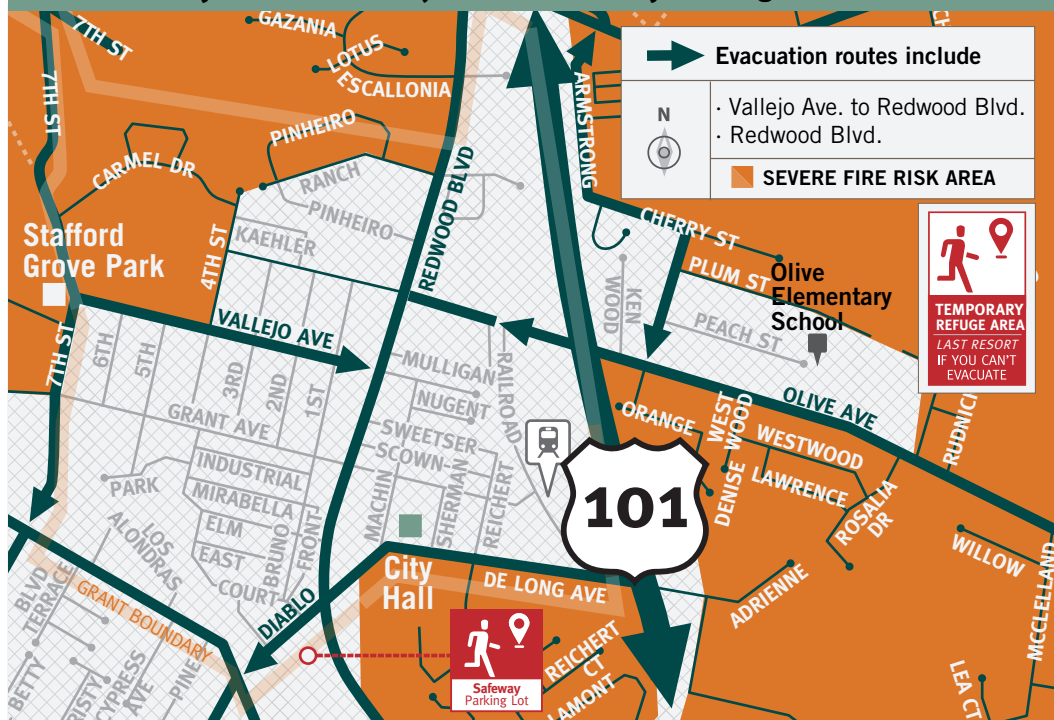 7TH ST
7TH ST
GAZANIA
LOTUS
ESCALLONIA
PINHEIRO
CARMEL DR
RANCH
PINHEIRO
KAEHLER
4TH ST
REDWOOD BLVD
ARMSTRONG
Evacuation routes include
N
· Vallejo Ave. to Redwood Blvd.
· Redwood Blvd.
SEVERE FIRE RISK AREA
Stafford
Grove Park
CHERRY ST
PLUM ST
KEN
WOOD
PEACH ST
Olive
Elementary
School
TEMPORARY
REFUGE AREA
LAST RESORT
IF YOU CAN'T
EVACUATE
VALLEJO AVE
7TH ST
6TH
5TH
3RD
2ND
1ST
GRANT AVE
MULLIGAN
NUGENT
RAILROAD
SWEETSER
SCOWN
OLIVE AVE
ORANGE
WEST
WOOD
WESTWOOD
LAWRENCE
DENISE
ROSALIA
DR
WILLOW
MCCLELLAND
INDUSTRIAL
MIRABELLA
ELM
EAST
COURT
BRUNO
FRONT
PARK
LOS
ALONDRAS
MACHIN
SHERMAN
REICHERT
101
City
Hall
DE LONG AVE
DIABLO
ADRIENNE
BLVD
TERRACE
GRANT BOUNDARY
BETTY
CYPRESS
AVE
PINE
Safeway
Parking Lot
REICHERT
CT
LAMONT
LEA CT